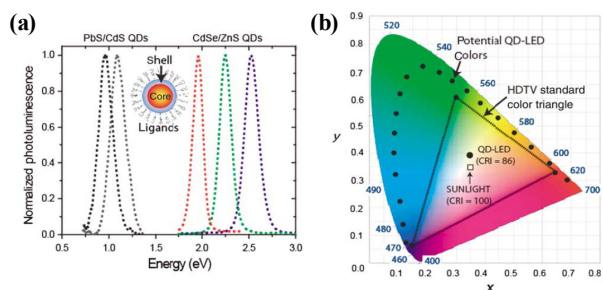 (a)
PbS/CdS QDs
CdSe/ZnS QDs
Shell
Core
Ligancs
Normalized photoluminescence
1.0
0.8
0.6
0.4
0.2
0.0
0.5
1.0
1.5
2.0
2.5
3.0
Energy (eV)
(b)
0.9
0.8
0.7
0.6
0.5
0.4
0.3
0.2
0.1
0.0
y
520
540
560
580
600
620
700
490
480
470
460
400
Potential QD-LED
Colors
HDTV standard
color triangle
QD-LED
(CRI = 86)
SUNLIGHT
(CRI = 100)
0.1
0.2
0.3
0.4
0.5
0.6
0.7
0.8
x